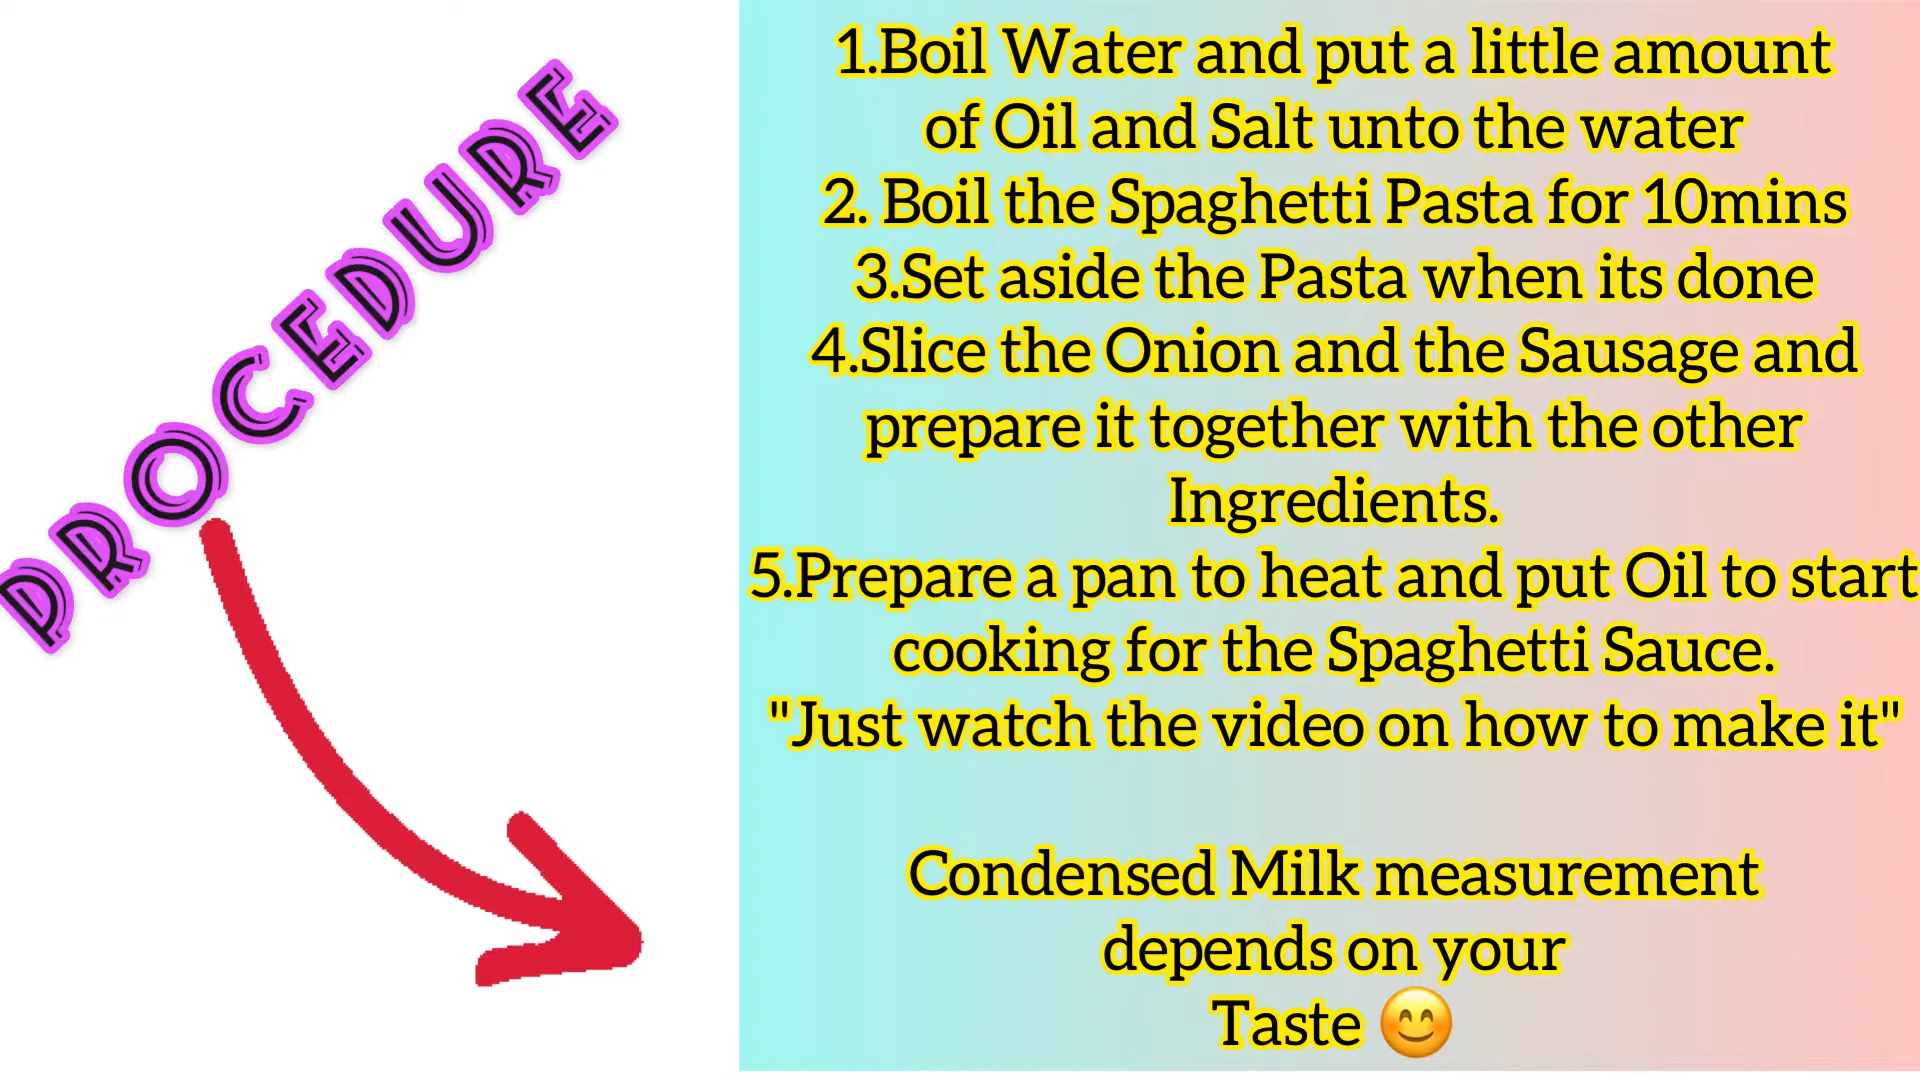 PROCEDURE
1.Boil Water and put a little amount
of Oil and Salt unto the water
2. Boil the Spaghetti Pasta for 10mins
3.Set aside the Pasta when its done
4.Slice the Onion and the Sausage and
prepare it together with the other
Ingredients.
5.Prepare a pan to heat and put Oil to start
cooking for the Spaghetti Sauce.
"Just watch the video on how to make it"
Condensed Milk measurement
depends on your
Taste 😊